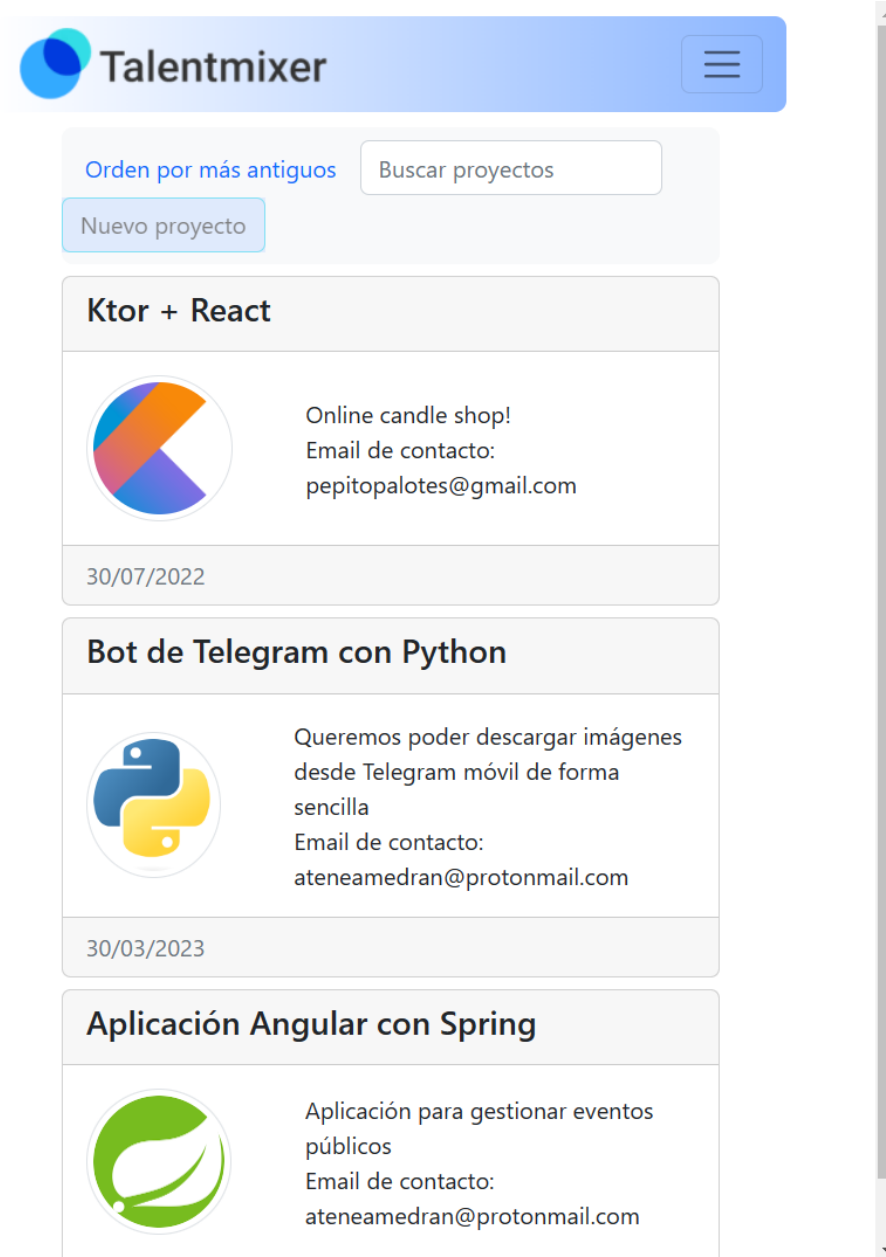 Talentmixer
Orden por más antiguos
Buscar proyectos
Nuevo proyecto
Ktor + React
Online candle shop!
Email de contacto:
pepitopalotes@gmail.com
30/07/2022
Bot de Telegram con Python
Queremos poder descargar imágenes
desde Telegram móvil de forma
sencilla
Email de contacto:
ateneamedran@protonmail.com
30/03/2023
Aplicación Angular con Spring
Aplicación para gestionar eventos
públicos
Email de contacto:
ateneamedran@protonmail.com